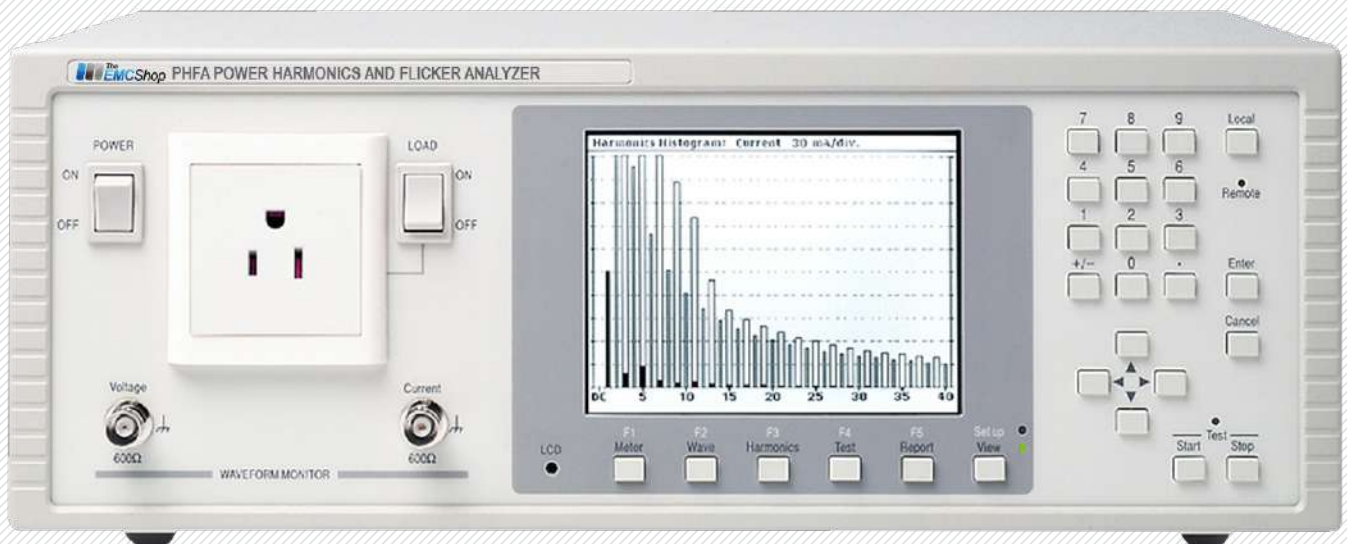 The
EMCShop PHFA POWER HARMONICS AND FLICKER ANALYZER
POWER
ON
OFF
LOAD
ON
OFF
Voltage
600Ω
Current
600Ω
WAVEFORM MONITOR
Harmonics Histogram: Current 30 mA/div.
DC 5 10 15 20 25 30 35 40
LCD
F1 F2 F3 F4 F5 Set up
Meter Wave Harmonics Test Report View
7 8 9 Local
4 5 6 Remote
1 2 3
+/- 0 . Enter
Cancel
Test
Start Stop